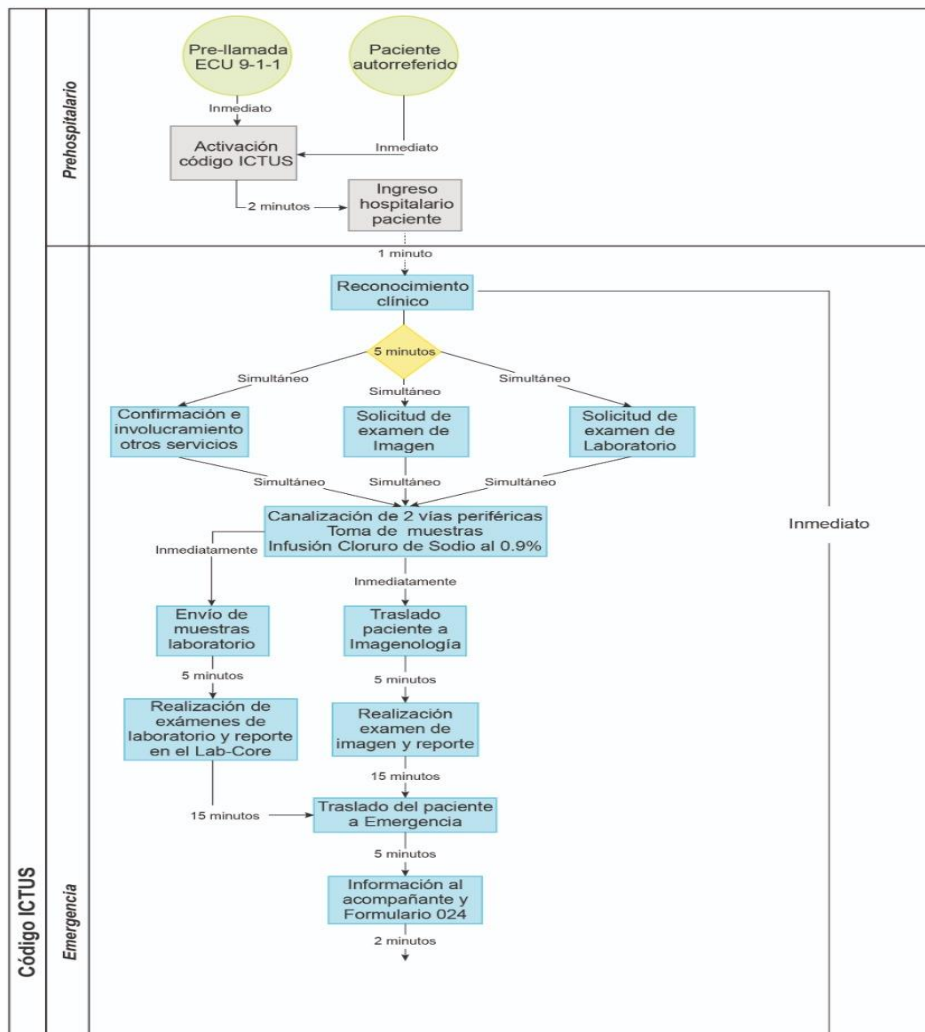 Código ICTUS
Prehospitalario
Pre-llamada
ECU 9-1-1
Paciente
autorreferido
Inmediato
Inmediato
Activación
código ICTUS
2 minutos
Ingreso
hospitalario
paciente
Emergencia
1 minuto
Reconocimiento
clínico
5 minutos
Simultáneo
Simultáneo
Simultáneo
Confirmación e
involucramiento
otros servicios
Solicitud de
examen de
Imagen
Solicitud de
examen de
Laboratorio
Simultáneo
Simultáneo
Simultáneo
Canalización de 2 vías periféricas
Toma de muestras
Infusión Cloruro de Sodio al 0.9%
Inmediato
Inmediatamente
Inmediatamente
Envío de
muestras
laboratorio
Traslado
paciente a
Imagenología
5 minutos
5 minutos
Realización de
exámenes de
laboratorio y reporte
en el Lab-Core
Realización
examen de
imagen y reporte
15 minutos
15 minutos
Traslado del paciente
a Emergencia
5 minutos
Información al
acompañante y
Formulario 024
2 minutos